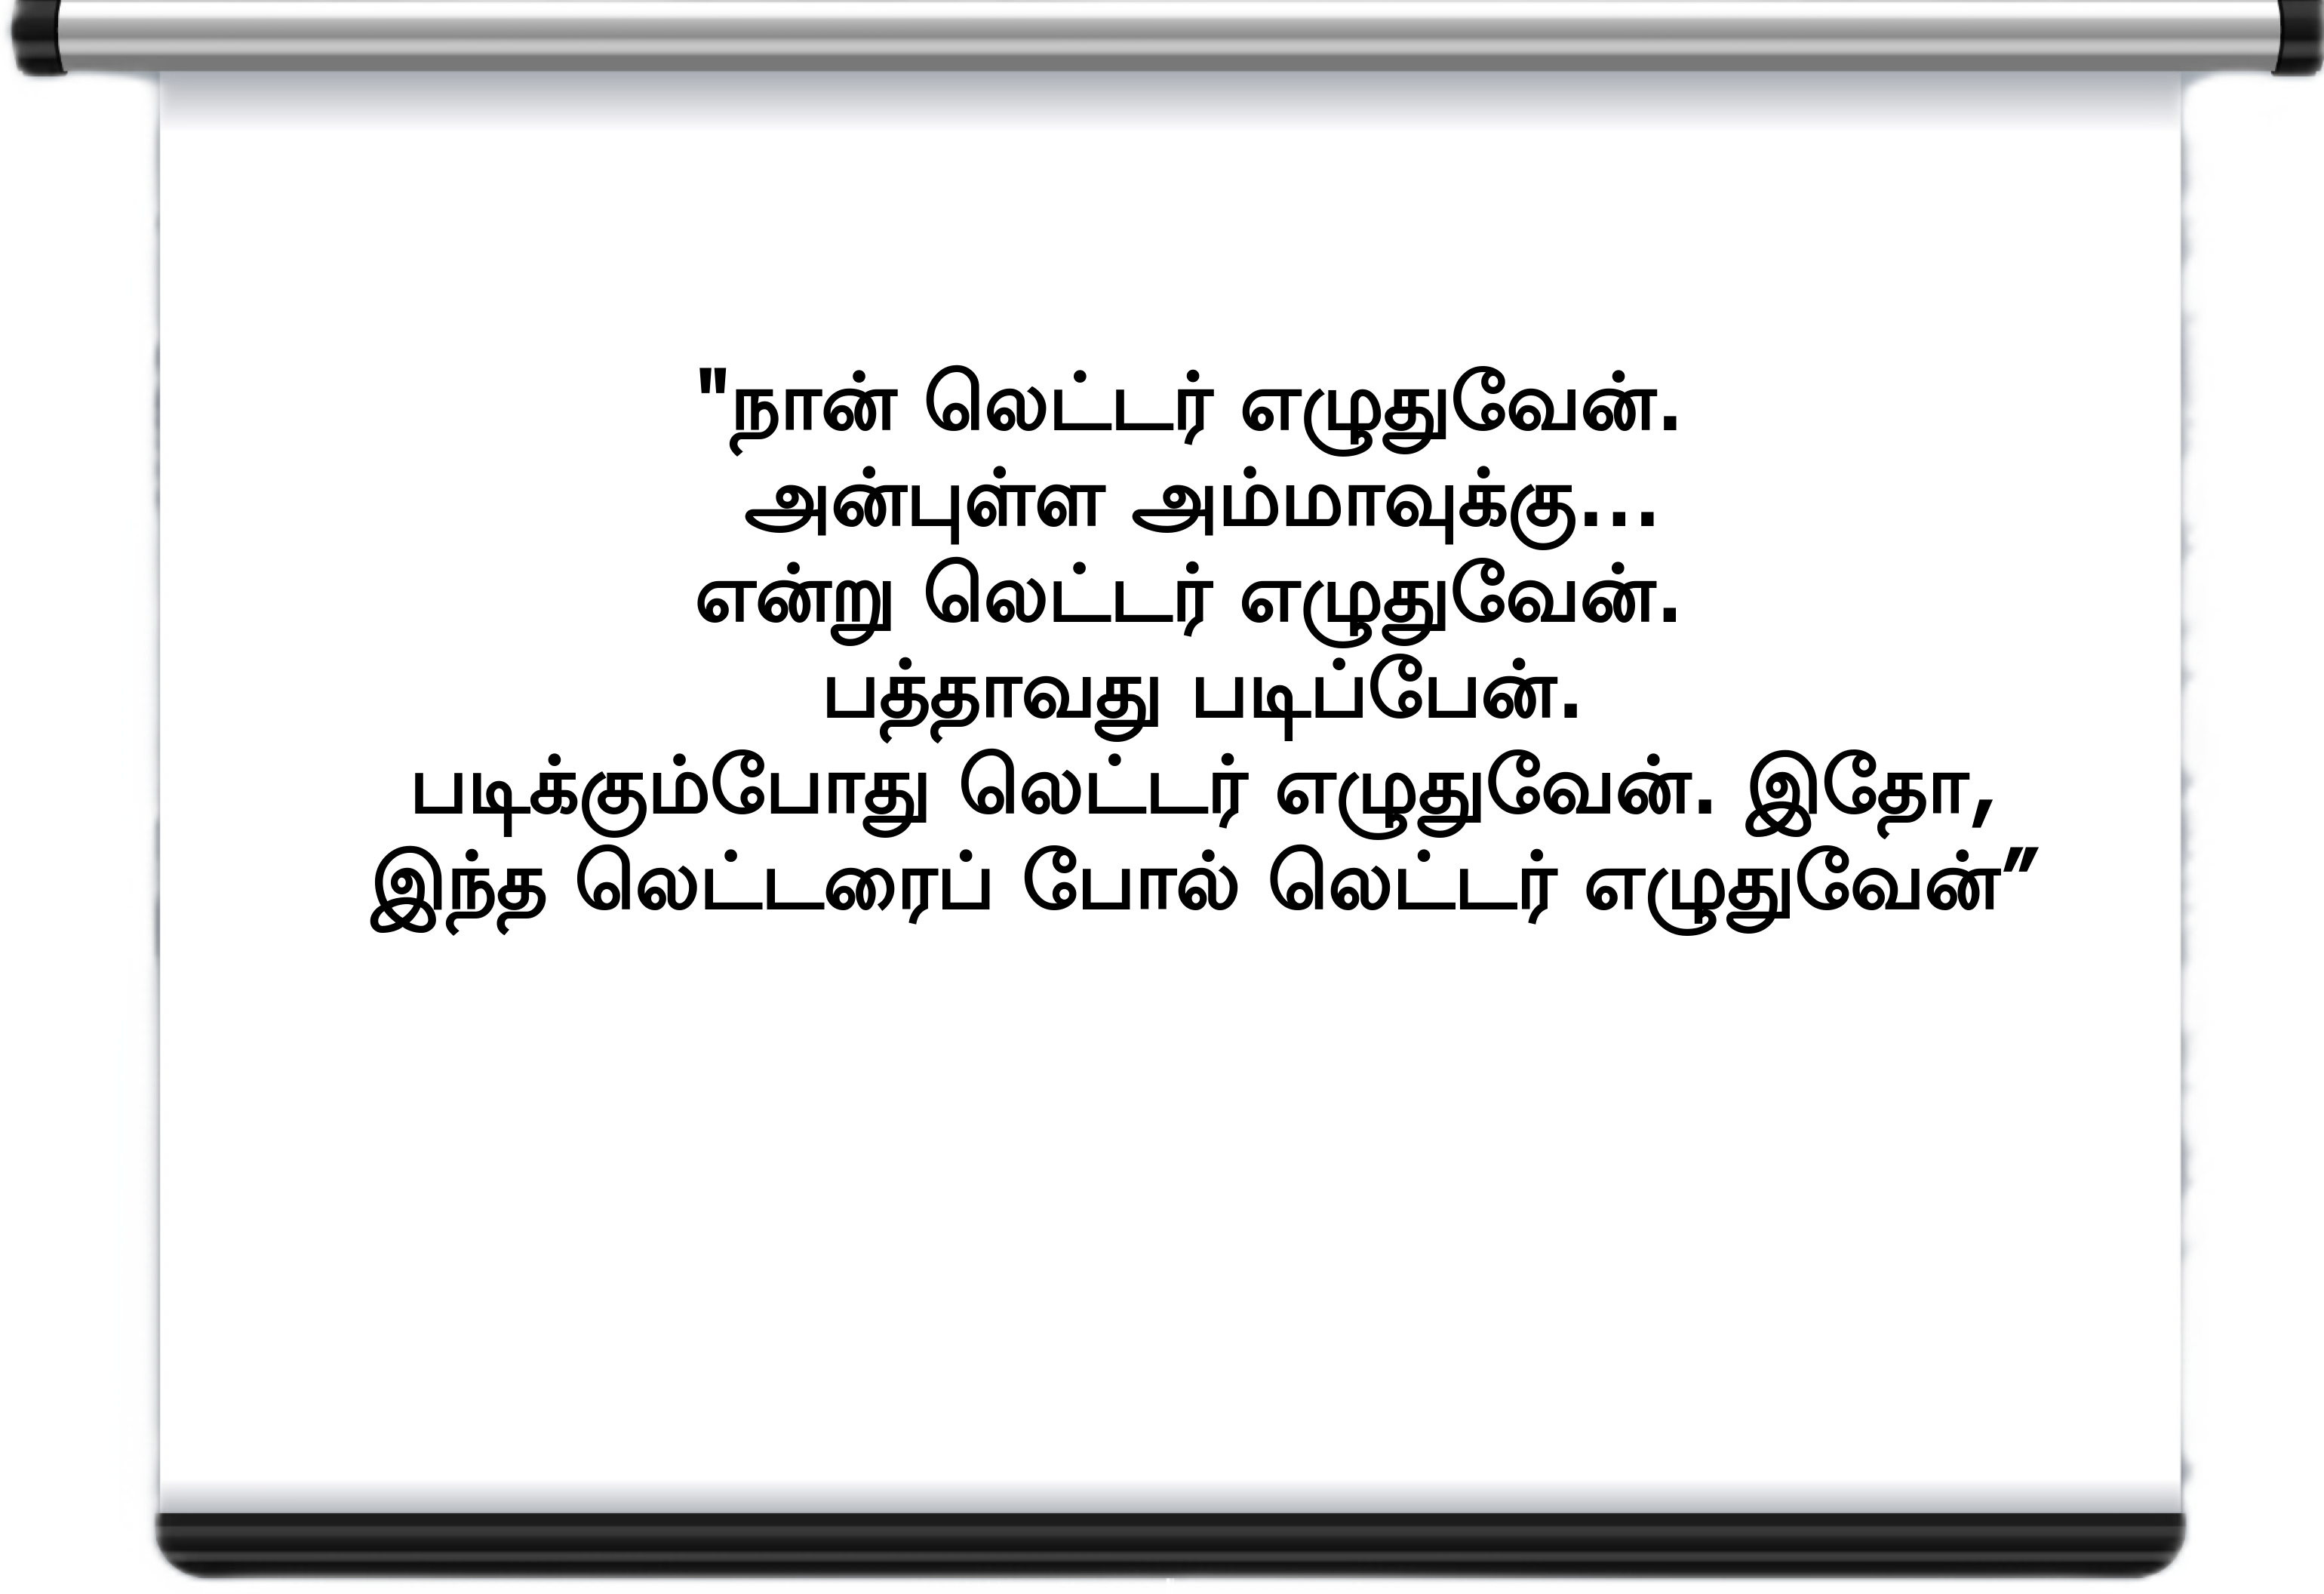 "நான் லெட்டர் எழுதுவேன்.
அன்புள்ள அம்மாவுக்கு...
என்று லெட்டர் எழுதுவேன்.
பத்தாவது படிப்பேன்.
படிக்கும்போது லெட்டர் எழுதுவேன். இதோ,
இந்த லெட்டரைப் போல் லெட்டர் எழுதுவேன்”